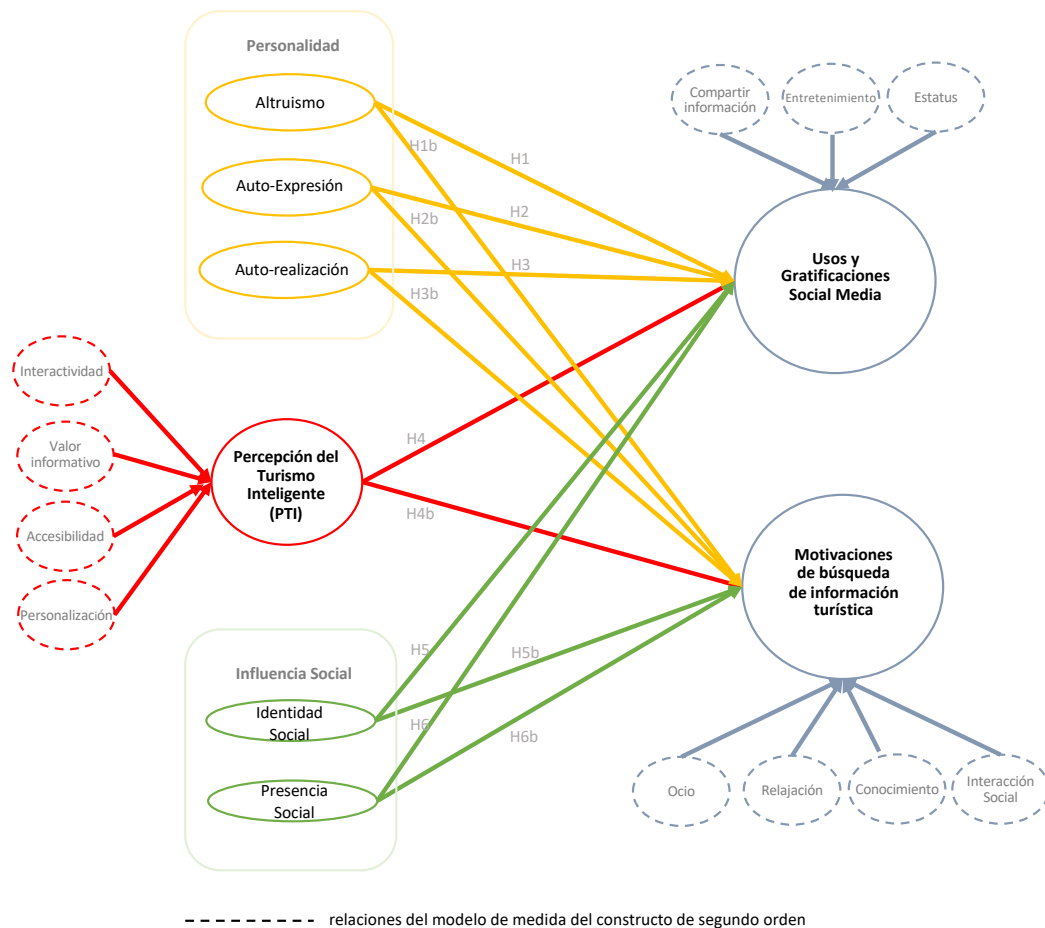 Personalidad
Altruismo
Auto-Expresión
Auto-realización
H1b
H1
H2b
H2
H3
H3b
Compartir
información
Entretenimiento
Estatus
Usos y
Gratificaciones
Social Media
Interactividad
Valor
informativo
Accesibilidad
Personalización
Percepción del
Turismo
Inteligente
(PTI)
H4
H4b
Motivaciones
de búsqueda
de información
turística
Influencia Social
Identidad
Social
Presencia
Social
H5
H5b
H6
H6b
Ocio
Relajación
Conocimiento
Interacción
Social
relaciones del modelo de medida del constructo de segundo orden